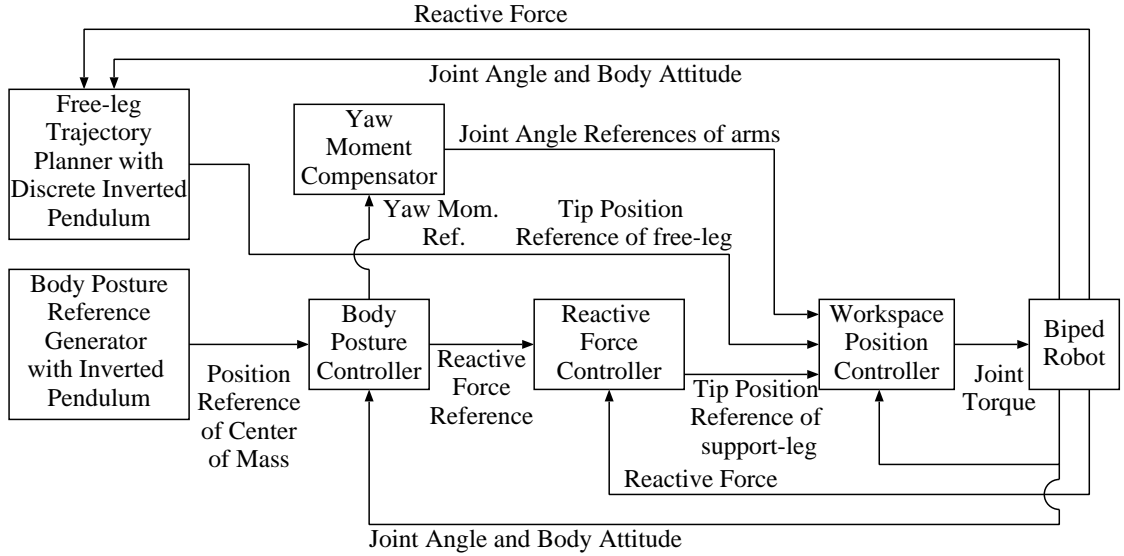 Reactive Force
Joint Angle and Body Attitude
Free-leg
Trajectory
Planner with
Discrete Inverted
Pendulum
Yaw
Moment
Compensator
Joint Angle References of arms
Yaw Mom.
Ref.
Tip Position
Reference of free-leg
Body Posture
Reference
Generator
with Inverted
Pendulum
Position
Reference
of Center
of Mass
Body
Posture
Controller
Reactive
Force
Reference
Reactive
Force
Controller
Tip Position
Reference of
support-leg
Workspace
Position
Controller
Joint
Torque
Biped
Robot
Reactive Force
Joint Angle and Body Attitude